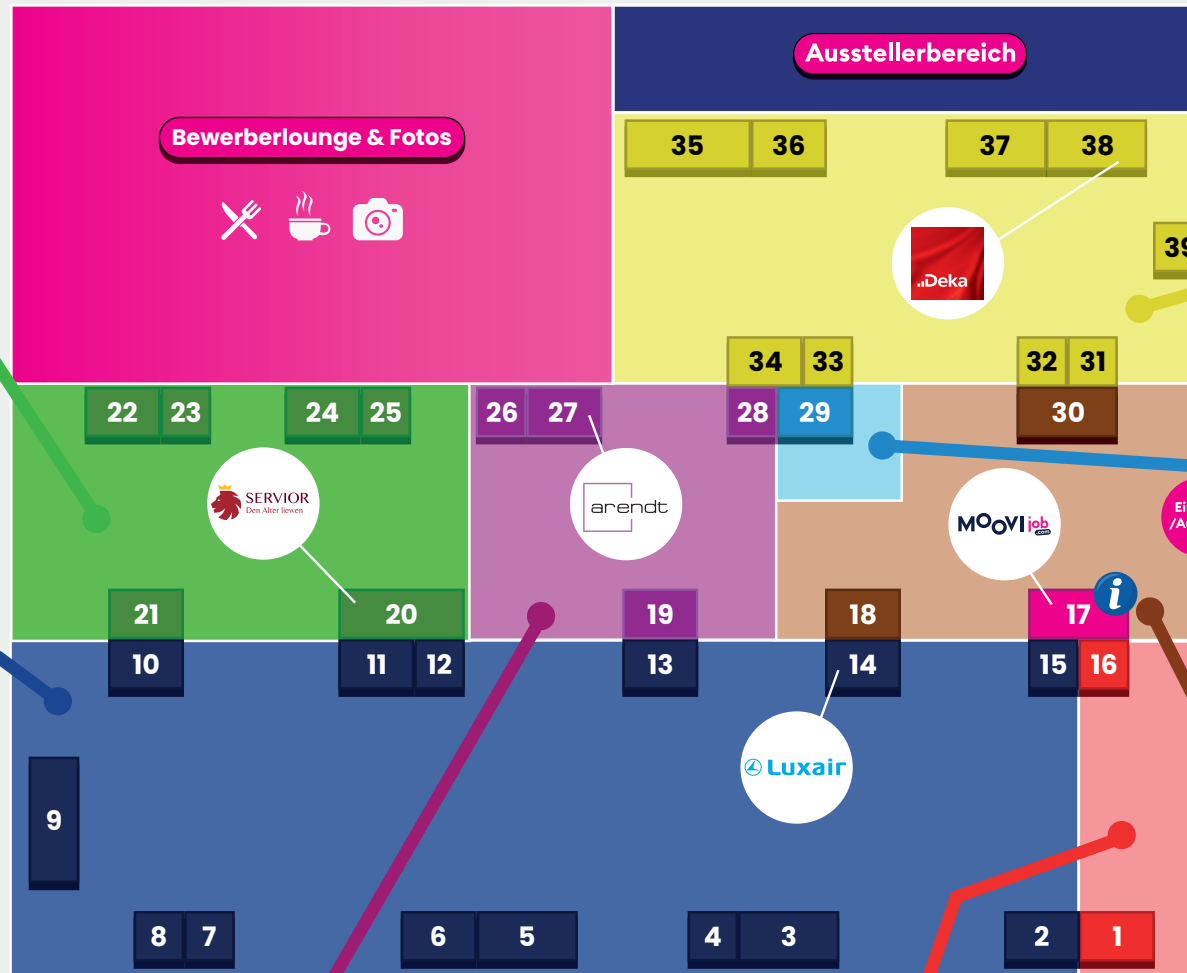 Ausstellerbereich
Bewerberlounge & Fotos
35 36 37 38
39
Deka
34 33 32 31
22 23 24 25 26 27 28 29 30
SERVIOR
Den Alter liewen
arendt
MOOVI job
.com
i
21 20 19 18 17
10 11 12 13 14 15 16
Luxair
9
8 7 6 5 4 3 2 1